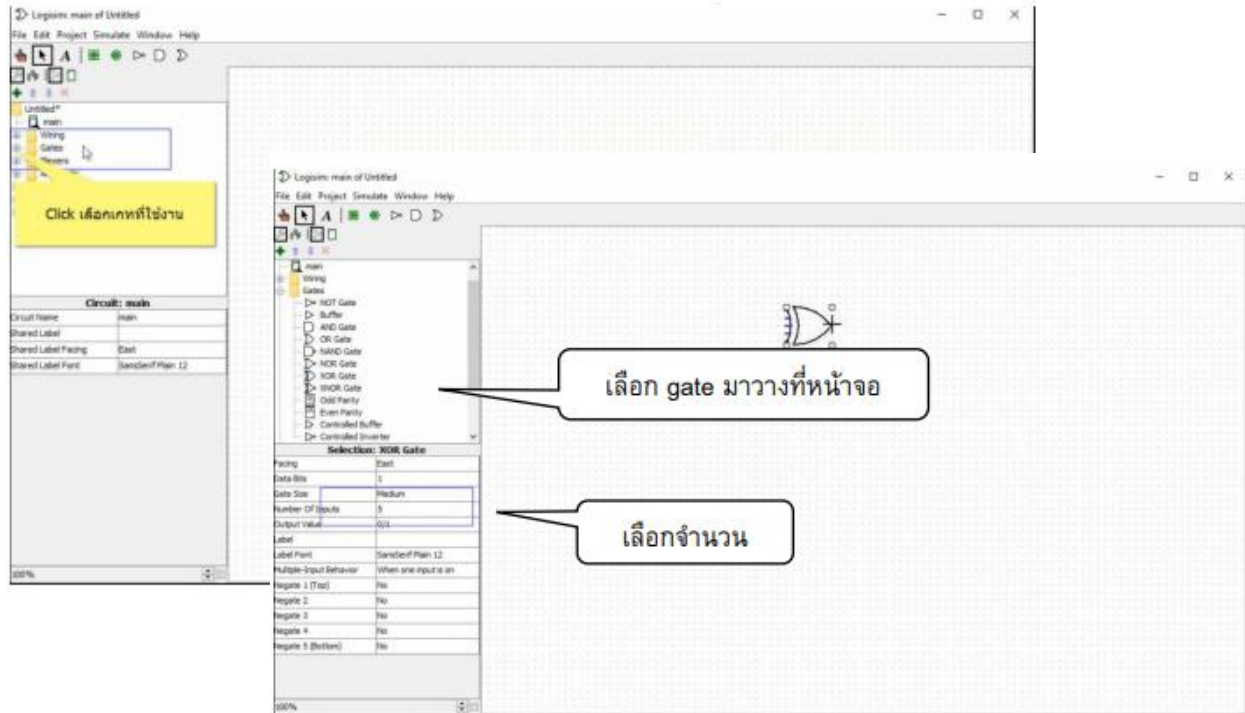 Logisim: main of Untitled
File Edit Project Simulate Window Help
A
Untitled*
main
Wiring
Gates
Plexers
Click เลือกเกทที่ใช้งาน
Circuit: main
Circuit Name main
Shared Label
Shared Label Facing East
Shared Label Font SansSerif Plain 12
100%
Logisim: main of Untitled
File Edit Project Simulate Window Help
A
main
Wiring
Gates
NOT Gate
Buffer
AND Gate
OR Gate
NAND Gate
NOR Gate
XOR Gate
XNOR Gate
Odd Parity
Even Parity
Controlled Buffer
Controlled Inverter
เลือก gate มาวางที่หน้าจอ
Selection: XOR Gate
Facing East
Data Bits 1
Gate Size Medium
Number Of Inputs 5
Output Value 0/1
Label
Label Font SansSerif Plain 12
Multiple-Input Behavior When one input is on
Negate 1 (Top) No
Negate 2 No
Negate 3 No
Negate 4 No
Negate 5 (Bottom) No
เลือกจำนวน
100%